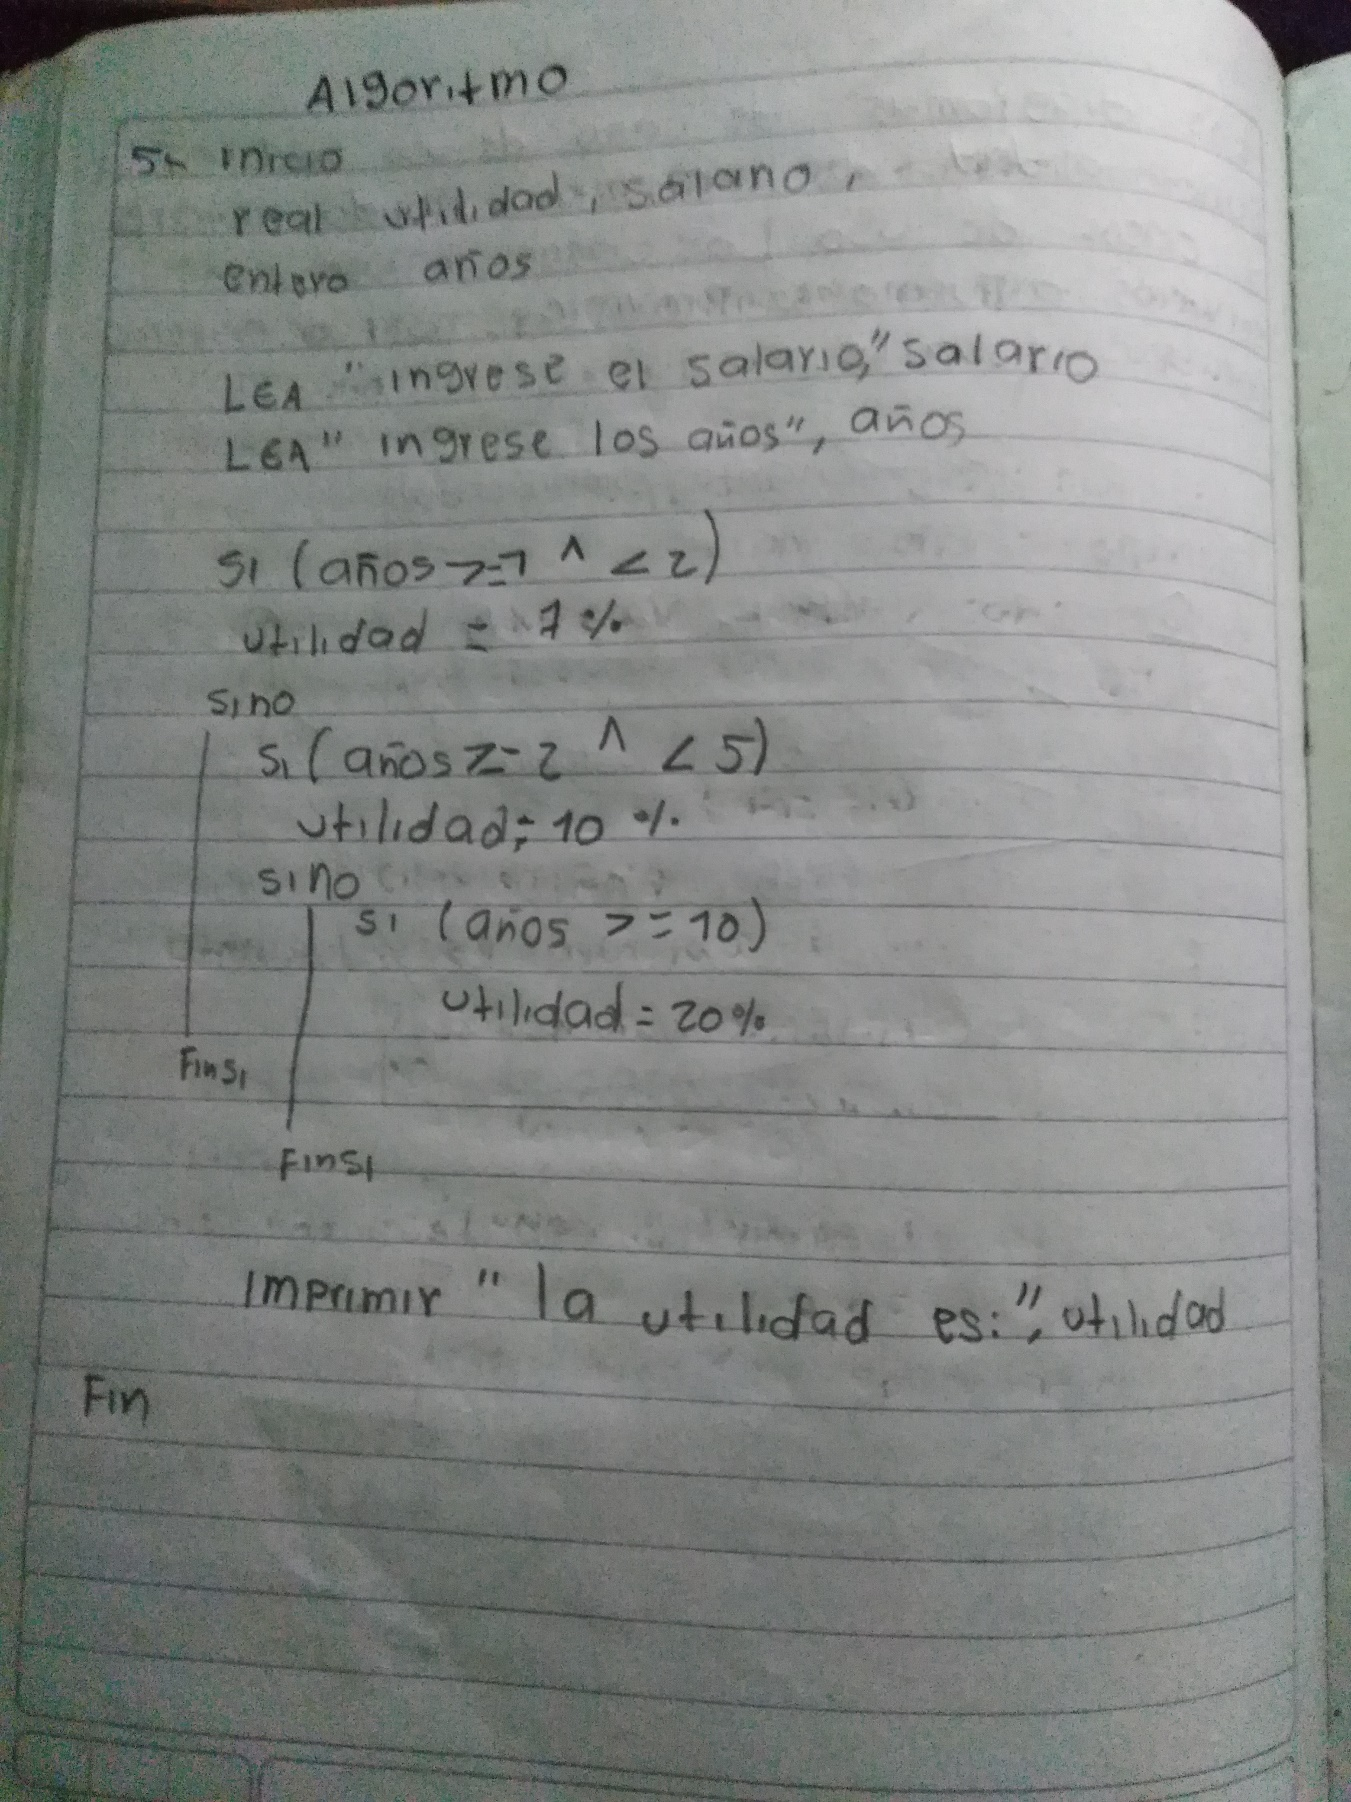 Algoritmo
5- Inicio
real utilidad, salario,
entero años
LEA "ingrese el salario," salario
LEA "ingrese los años", años
si (años >=1 ^ < 2)
utilidad = 7%
sino
si (años >= 2 ^ < 5)
utilidad = 10 %
sino
si (años >= 10)
utilidad = 20%
Finsi
Finsi
Imprimir "la utilidad es:", utilidad
Fin